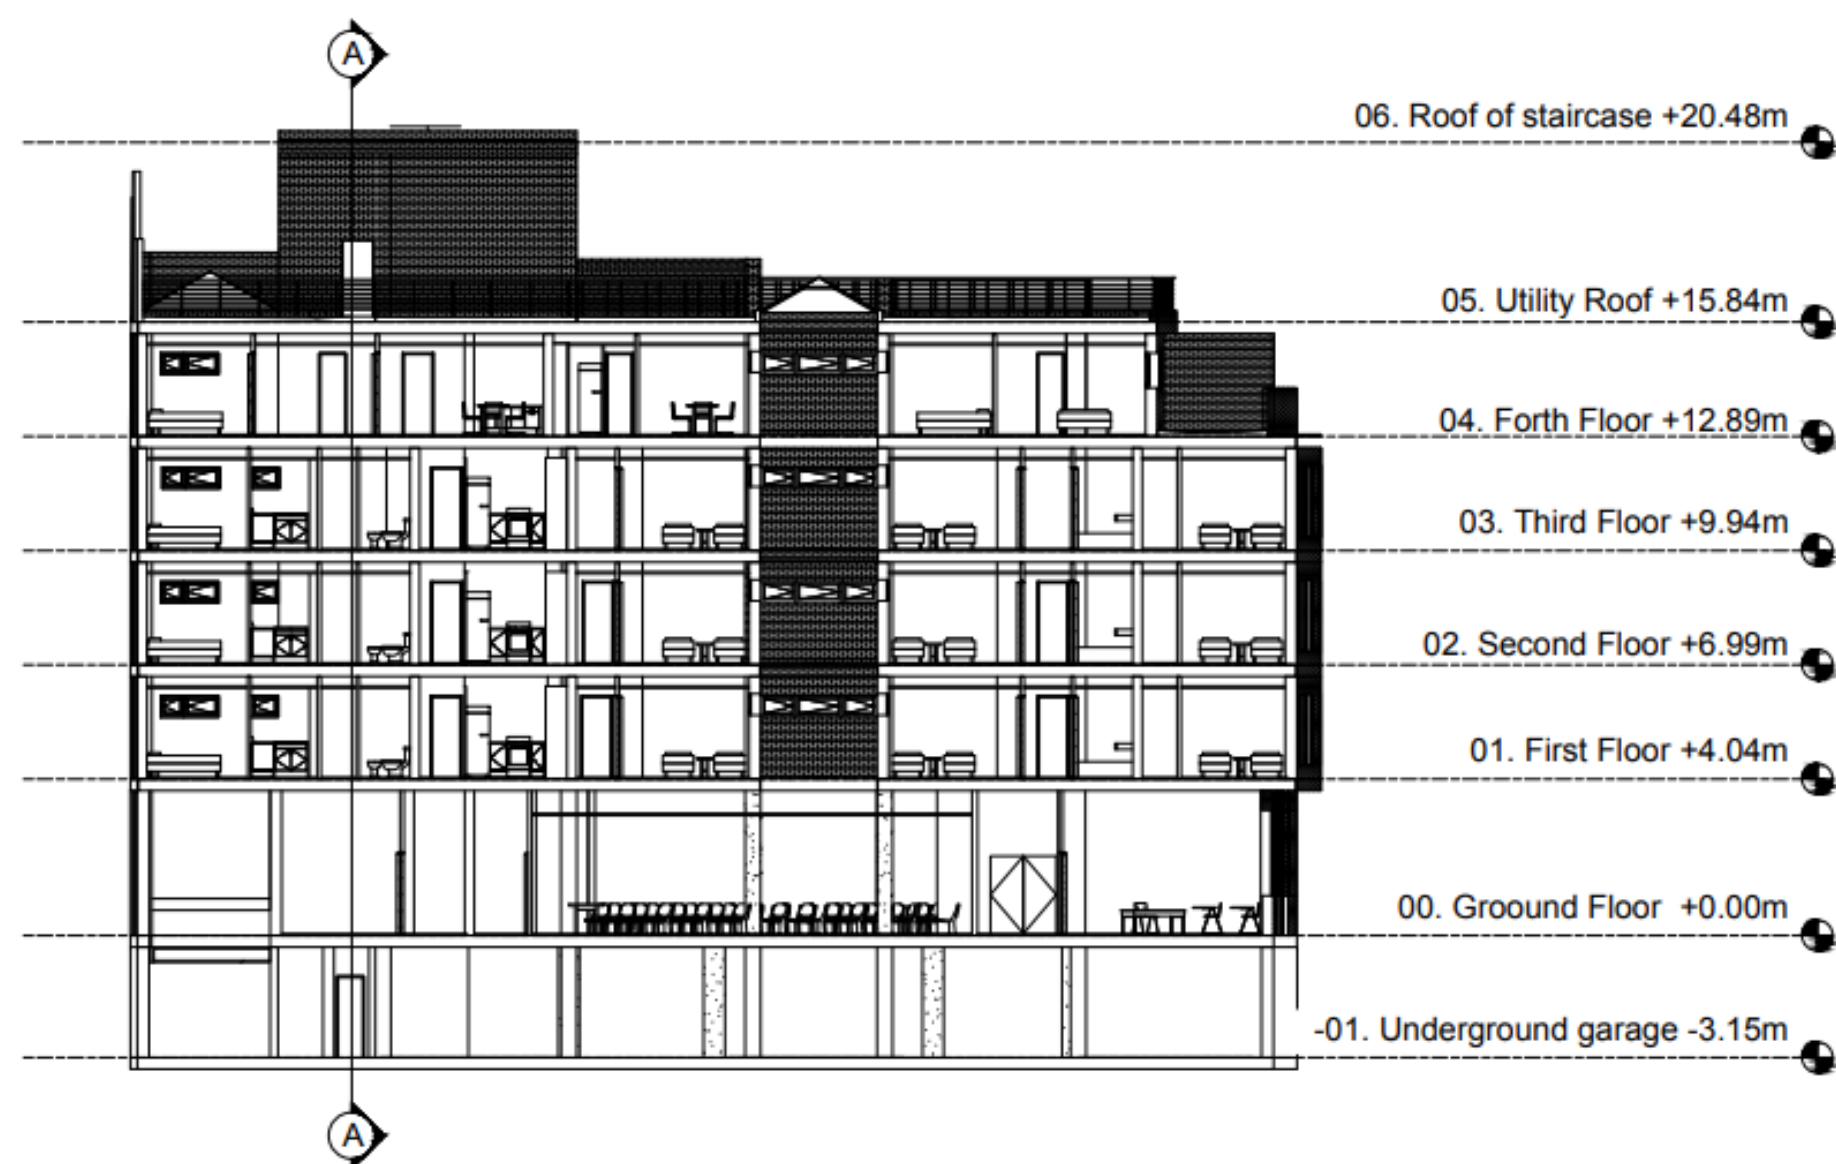 A
06. Roof of staircase +20.48m
05. Utility Roof +15.84m
04. Forth Floor +12.89m
03. Third Floor +9.94m
02. Second Floor +6.99m
01. First Floor +4.04m
00. Groound Floor +0.00m
-01. Underground garage -3.15m
A